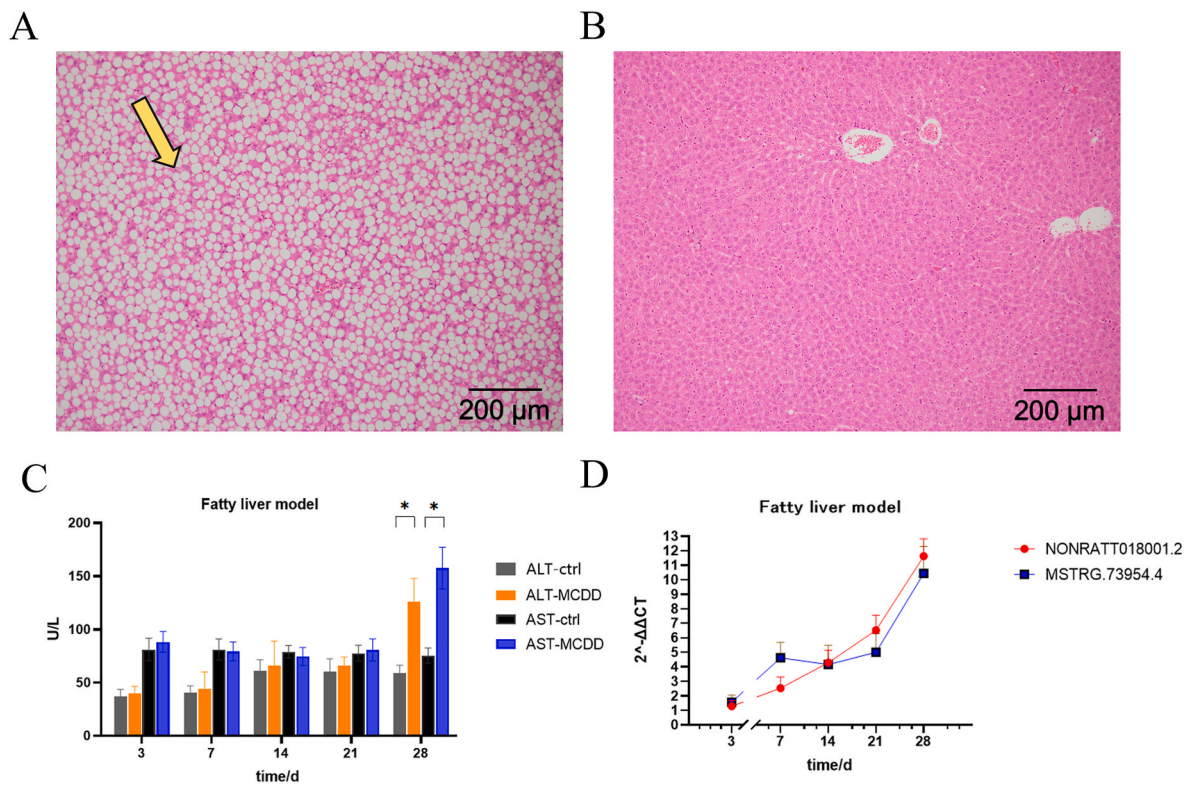 A
B
200 μm
200 μm
C
D
Fatty liver model
200
150
100
50
0
U/L
* *
3 7 14 21 28
time/d
ALT-ctrl
ALT-MCDD
AST-ctrl
AST-MCDD
Fatty liver model
13
12
11
10
9
8
7
6
5
4
3
2
1
0
2^-ΔΔCT
3 7 14 21 28
time/d
NONRATT018001.2
MSTRG.73954.4